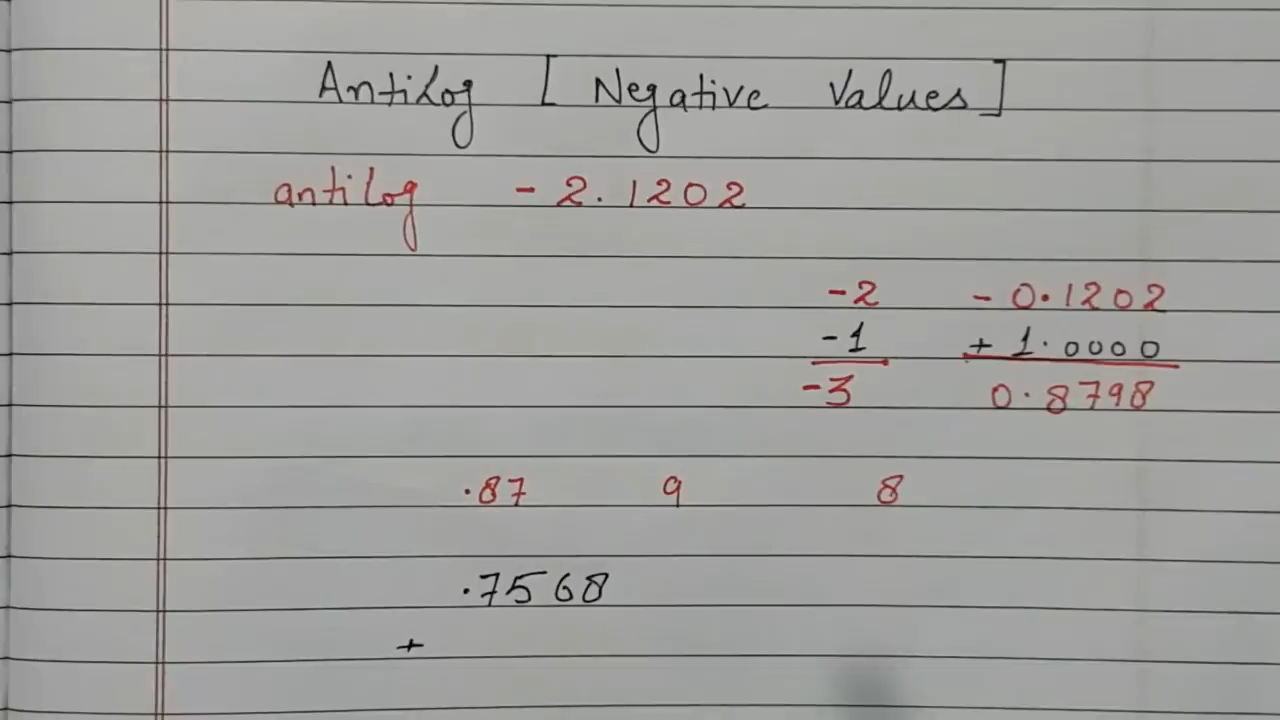 AntiLog [ Negative Values ]
antilog - 2.1202
-2 - 0.1202
-1 + 1.0000
-3 0.8798
.87 9 8
.7568
+